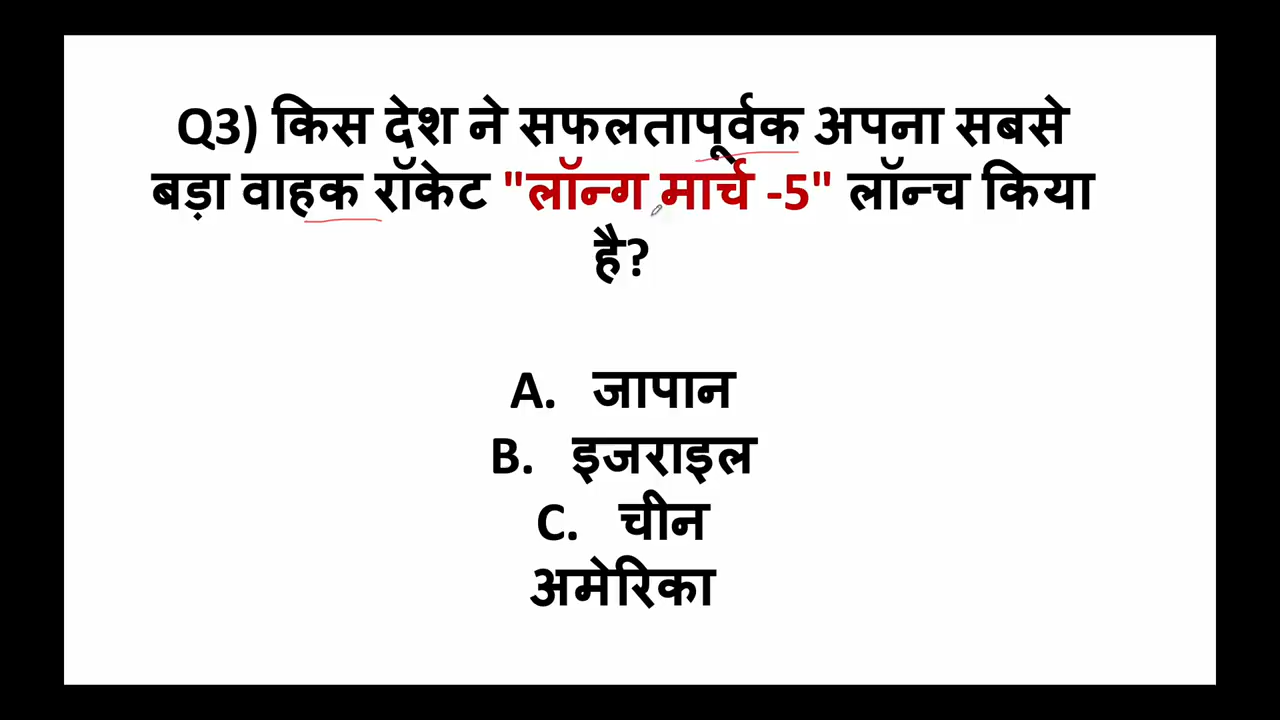 Q3) किस देश ने सफलतापूर्वक अपना सबसे
बड़ा वाहक रॉकेट "लॉन्ग मार्च -5" लॉन्च किया
है?
A. जापान
B. इजराइल
C. चीन
अमेरिका